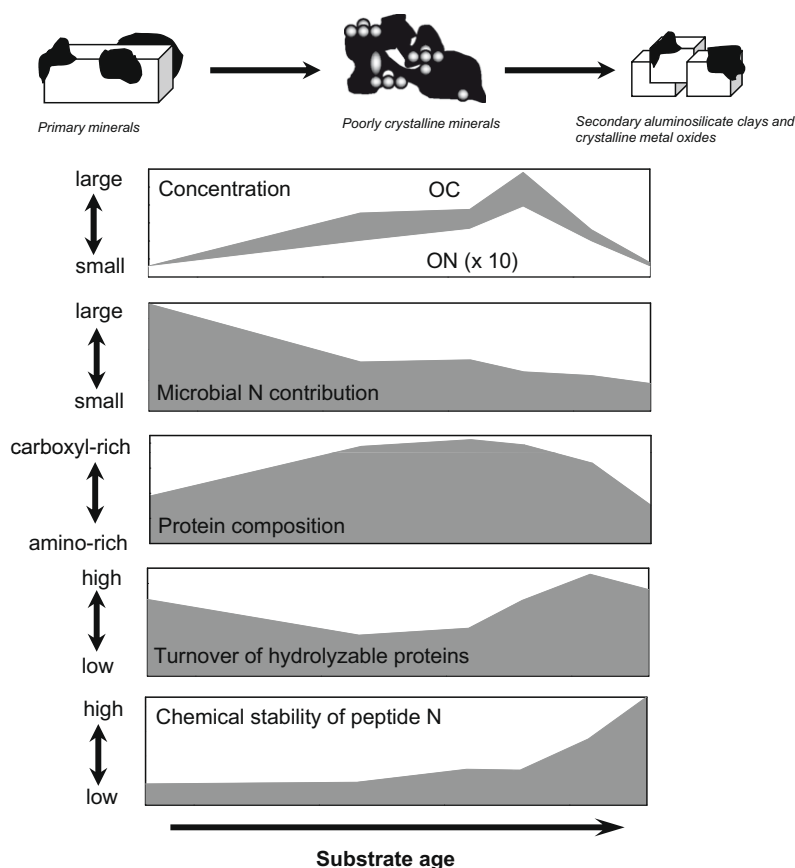 Primary minerals
Poorly crystalline minerals
Secondary aluminosilicate clays and
crystalline metal oxides
large
small
Concentration
OC
ON (x 10)
large
small
Microbial N contribution
carboxyl-rich
amino-rich
Protein composition
high
low
Turnover of hydrolyzable proteins
high
low
Chemical stability of peptide N
Substrate age